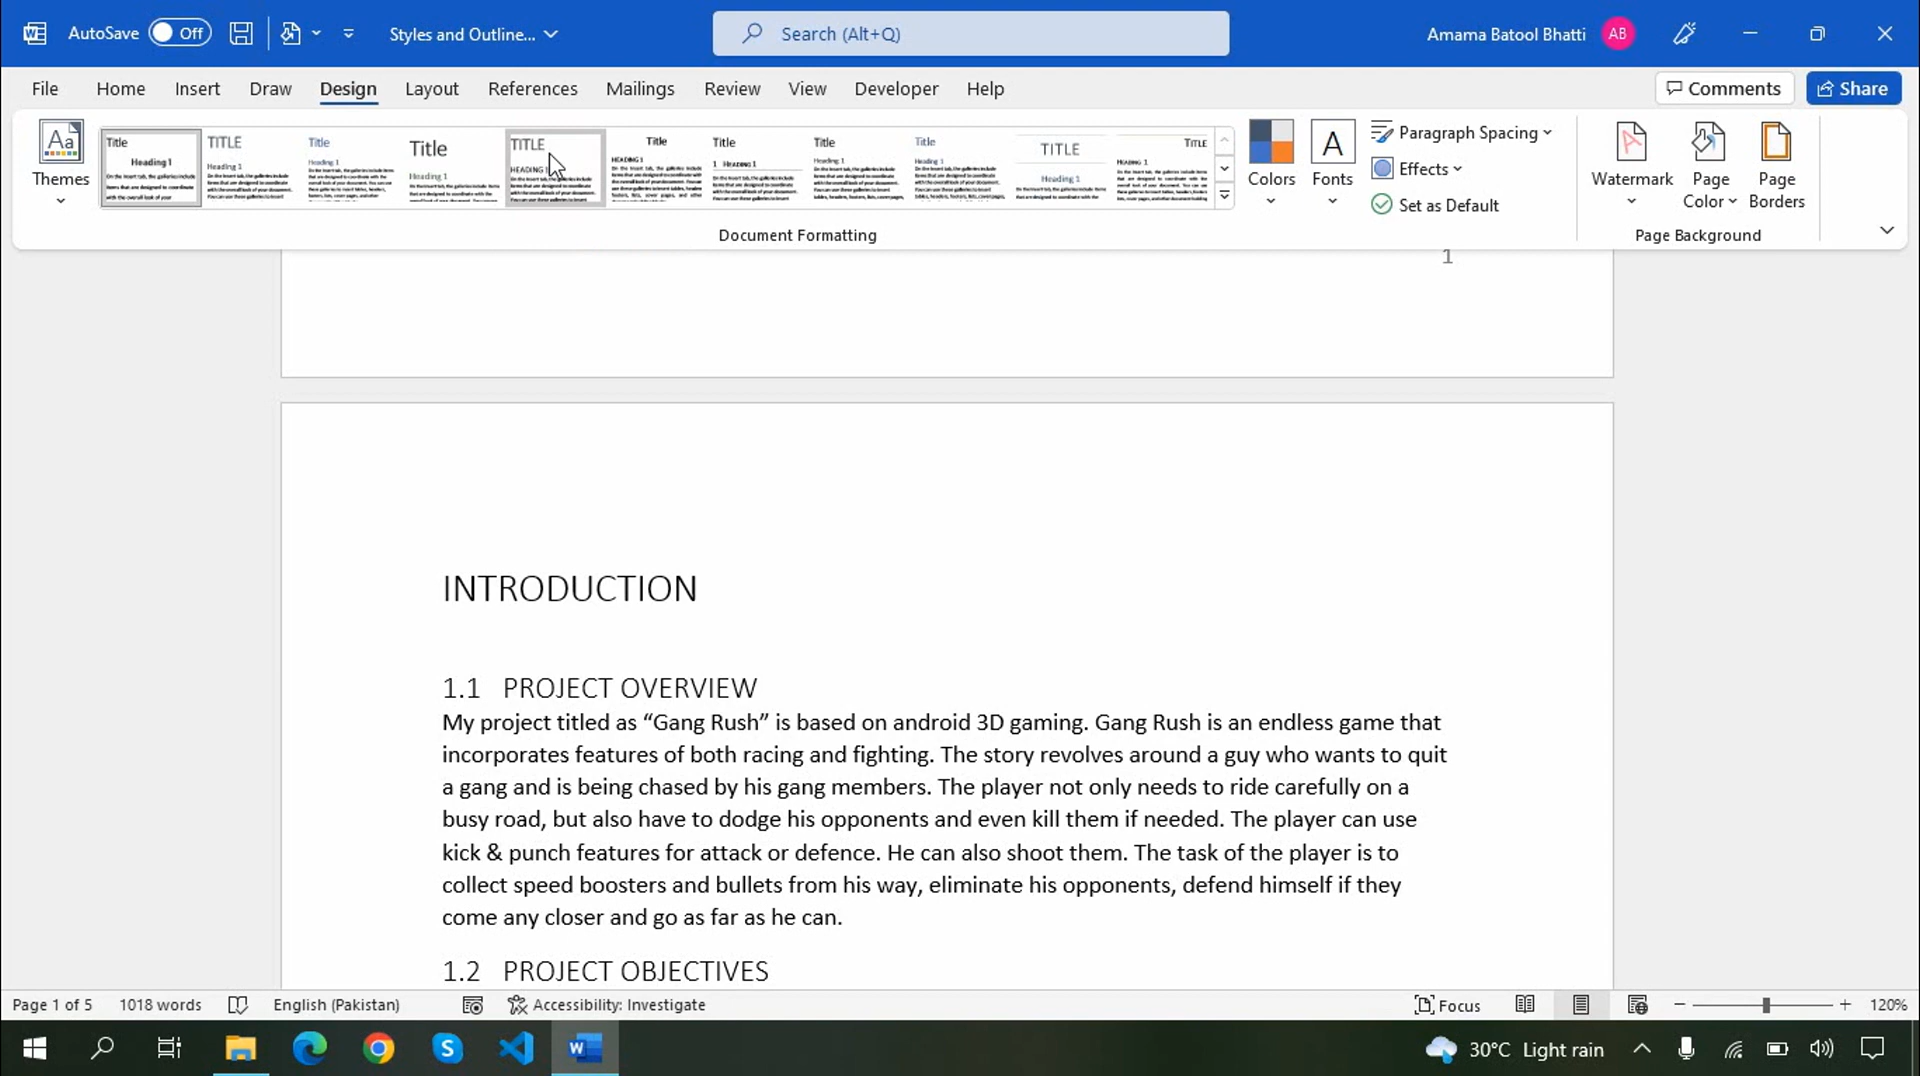 AutoSave Off
Styles and Outline...
Search (Alt+Q)
Amama Batool Bhatti AB
File Home Insert Draw Design Layout References Mailings Review View Developer Help
Comments Share
Themes
Title
Heading 1
TITLE
Heading 1
Title
Heading 1
Title
Heading 1
TITLE
HEADING
Title
HEADING 1
Title
1 HEADING 1
Title
Heading 1
Title
Heading 1
TITLE
Heading 1
TITLE
HEADING 1
Colors
Fonts
Paragraph Spacing
Effects
Set as Default
Watermark
Page Color
Page Borders
Document Formatting
Page Background
1
INTRODUCTION
1.1 PROJECT OVERVIEW
My project titled as “Gang Rush” is based on android 3D gaming. Gang Rush is an endless game that
incorporates features of both racing and fighting. The story revolves around a guy who wants to quit
a gang and is being chased by his gang members. The player not only needs to ride carefully on a
busy road, but also have to dodge his opponents and even kill them if needed. The player can use
kick & punch features for attack or defence. He can also shoot them. The task of the player is to
collect speed boosters and bullets from his way, eliminate his opponents, defend himself if they
come any closer and go as far as he can.
1.2 PROJECT OBJECTIVES
Page 1 of 5 1018 words English (Pakistan) Accessibility: Investigate
Focus 120%
30°C Light rain